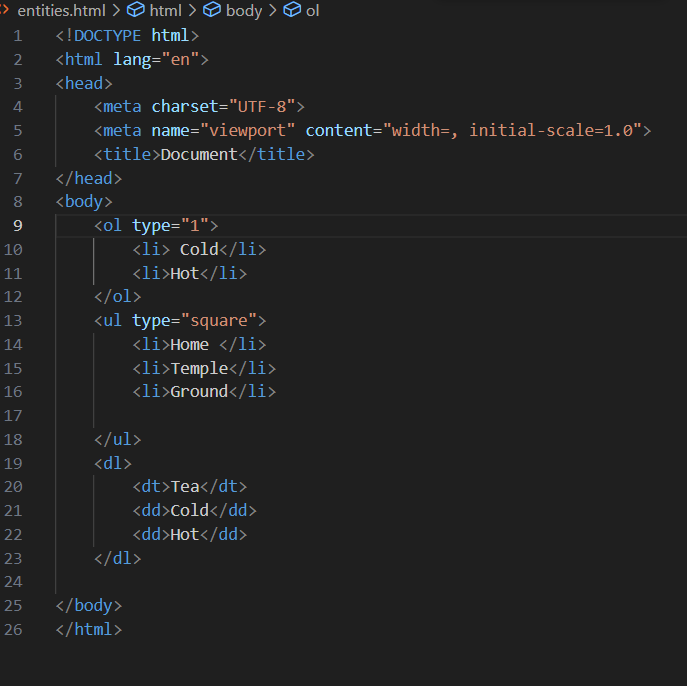 entities.html > html > body > ol
1 <!DOCTYPE html>
2 <html lang="en">
3 <head>
4     <meta charset="UTF-8">
5     <meta name="viewport" content="width=, initial-scale=1.0">
6     <title>Document</title>
7 </head>
8 <body>
9     <ol type="1">
10         <li> Cold</li>
11         <li>Hot</li>
12     </ol>
13     <ul type="square">
14         <li>Home </li>
15         <li>Temple</li>
16         <li>Ground</li>
17
18     </ul>
19     <dl>
20         <dt>Tea</dt>
21         <dd>Cold</dd>
22         <dd>Hot</dd>
23     </dl>
24
25 </body>
26 </html>